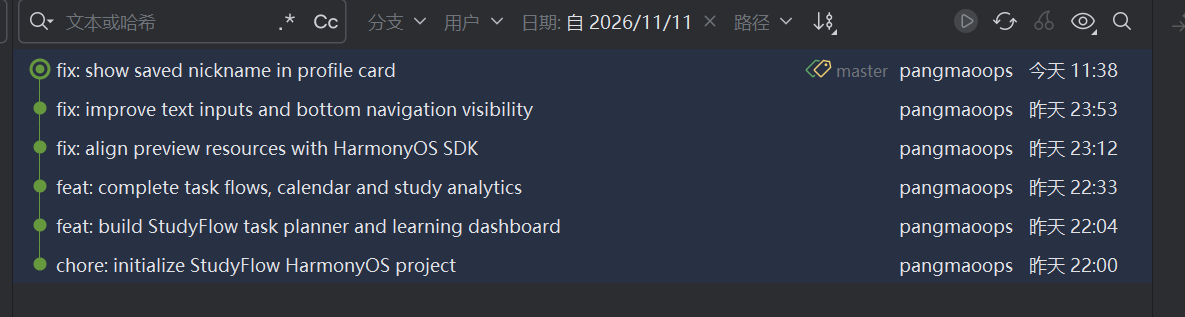 文本或哈希 .* Cc 分支 用户 日期: 自 2026/11/11 路径
fix: show saved nickname in profile card master pangmaoops 今天 11:38
fix: improve text inputs and bottom navigation visibility pangmaoops 昨天 23:53
fix: align preview resources with HarmonyOS SDK pangmaoops 昨天 23:12
feat: complete task flows, calendar and study analytics pangmaoops 昨天 22:33
feat: build StudyFlow task planner and learning dashboard pangmaoops 昨天 22:04
chore: initialize StudyFlow HarmonyOS project pangmaoops 昨天 22:00